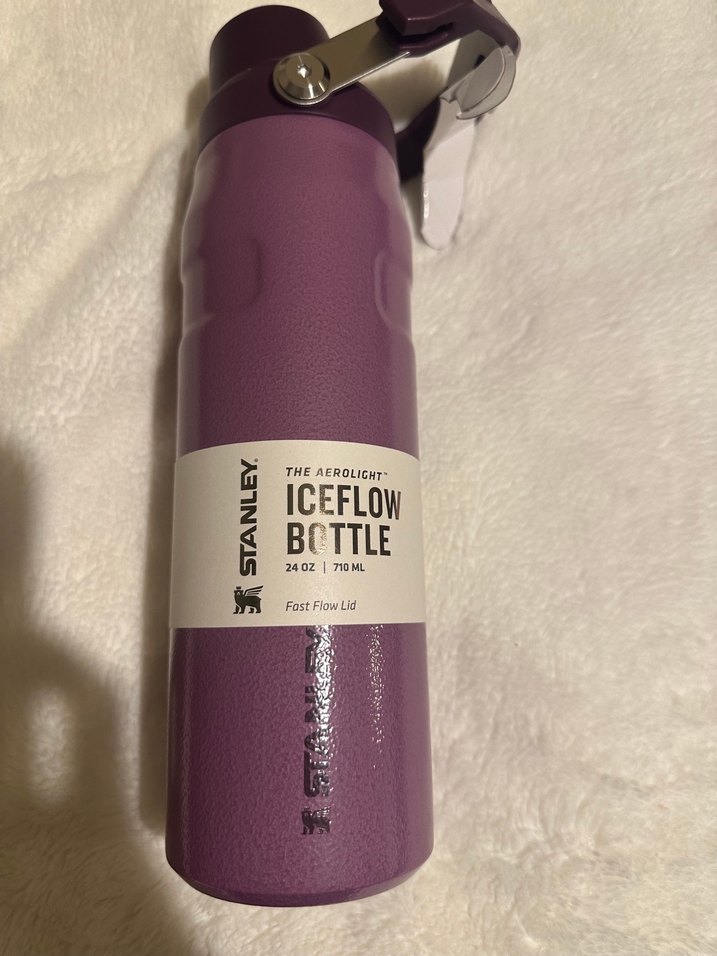 STANLEY®
THE AEROLIGHT™
ICEFLOW
BOTTLE
24 OZ | 710 ML
Fast Flow Lid
STANLEY